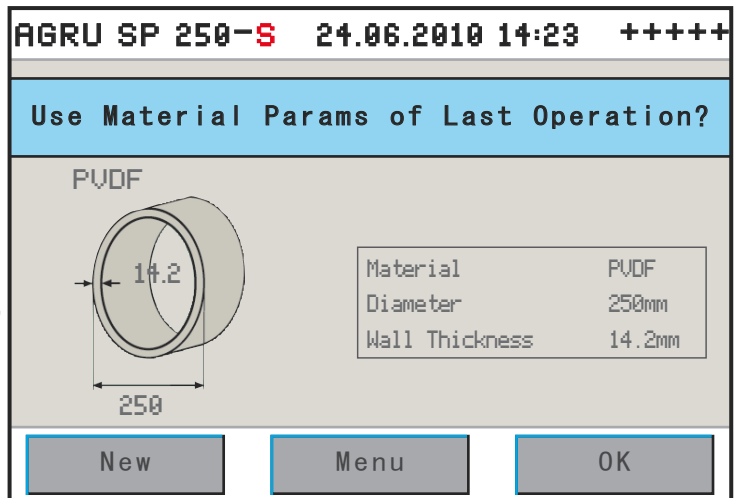 AGRU SP 250-S 24.06.2010 14:23 +++++
Use Material Params of Last Operation?
PVDF
14.2
250
Material PVDF
Diameter 250mm
Wall Thickness 14.2mm
New Menu OK